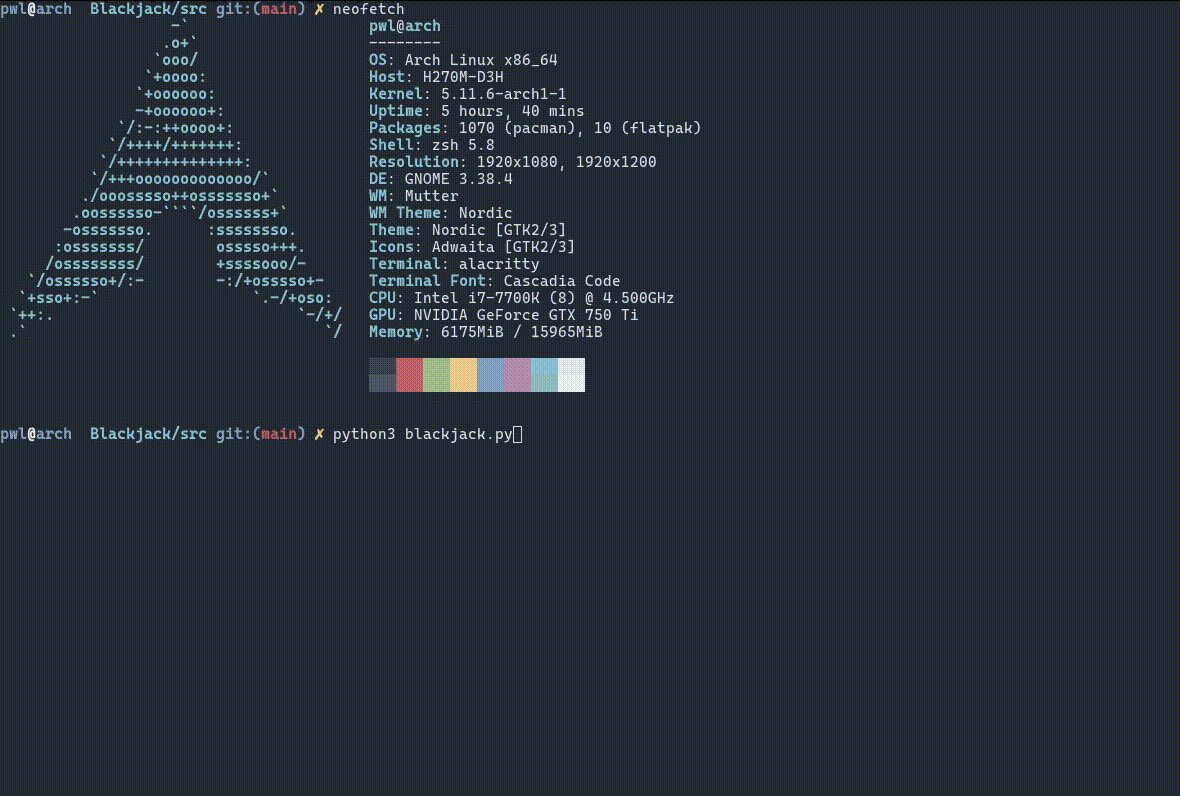 pwl@arch  Blackjack/src git:(main) ✗ neofetch
                   -`                    pwl@arch
                  .o+`                   --------
                 `ooo/                   OS: Arch Linux x86_64
                `+oooo:                  Host: H270M-D3H
               `+oooooo:                 Kernel: 5.11.6-arch1-1
               -+oooooo+:                Uptime: 5 hours, 40 mins
             `/:-:++oooo+:               Packages: 1070 (pacman), 10 (flatpak)
            `/++++/+++++++:              Shell: zsh 5.8
           `/++++++++++++++:             Resolution: 1920x1080, 1920x1200
          `/+++ooooooooooooo/`           DE: GNOME 3.38.4
         ./ooosssso++osssssso+`          WM: Mutter
        .oossssso-````/ossssss+`         WM Theme: Nordic
       -osssssso.      :ssssssso.        Theme: Nordic [GTK2/3]
      :osssssss/        osssso+++.       Icons: Adwaita [GTK2/3]
     /ossssssss/        +ssssooo/-       Terminal: alacritty
   `/ossssso+/:-        -:/+osssso+-     Terminal Font: Cascadia Code
  `+sso+:-`                 `.-/+oso:    CPU: Intel i7-7700K (8) @ 4.500GHz
 `++:.                           `-/+/   GPU: NVIDIA GeForce GTX 750 Ti
 .`                                 `/   Memory: 6175MiB / 15965MiB
pwl@arch  Blackjack/src git:(main) ✗ python3 blackjack.py